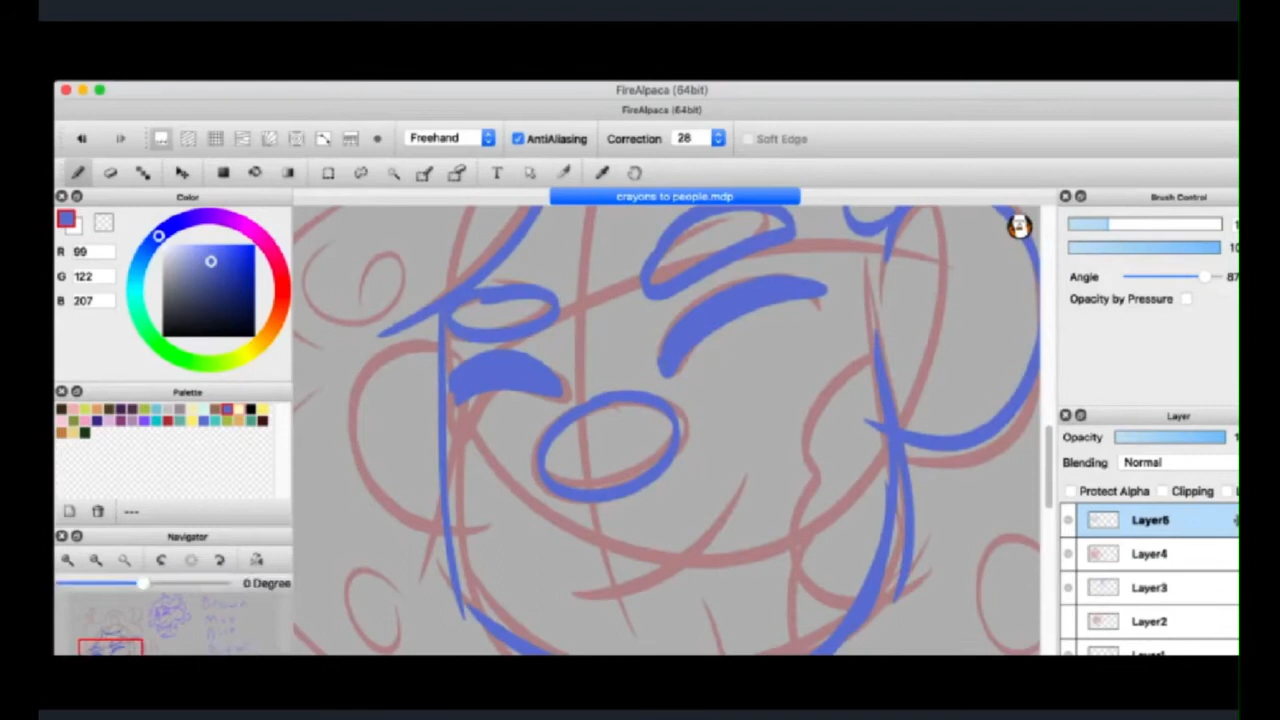 FireAlpaca (64bit)
FireAlpaca (64bit)
Freehand AntiAliasing Correction 28 Soft Edge
Color crayons to people.mdp Brush Control
R 99
G 122
B 207
Angle 87
Opacity by Pressure
Palette
Layer
Opacity
Blending Normal
Protect Alpha Clipping
Layer5
Navigator
Layer4
0 Degree
Layer3
Layer2